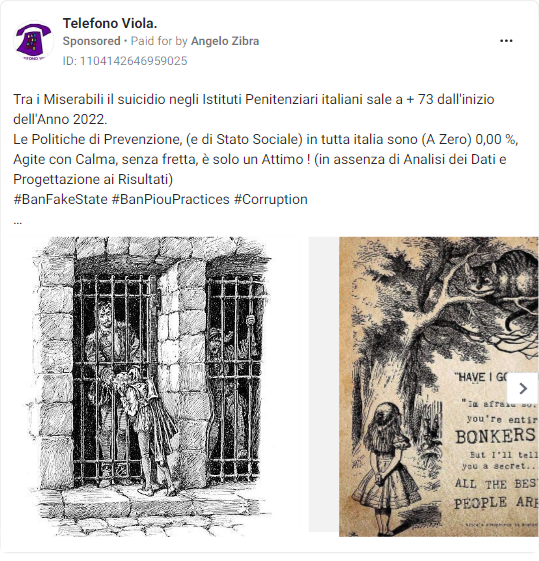 Telefono Viola.
Sponsored • Paid for by Angelo Zibra
ID: 1104142646959025
Tra i Miserabili il suicidio negli Istituti Penitenziari italiani sale a + 73 dall'inizio
dell'Anno 2022.
Le Politiche di Prevenzione, (e di Stato Sociale) in tutta italia sono (A Zero) 0,00 %,
Agite con Calma, senza fretta, è solo un Attimo ! (in assenza di Analisi dei Dati e
Progettazione ai Risultati)
#BanFakeState #BanPiouPractices #Corruption
...
"HAVE I GO
"Im afraid so.
you're entir
BONKERS
But I'll tell
you a secret..
ALL THE BES
PEOPLE ARE